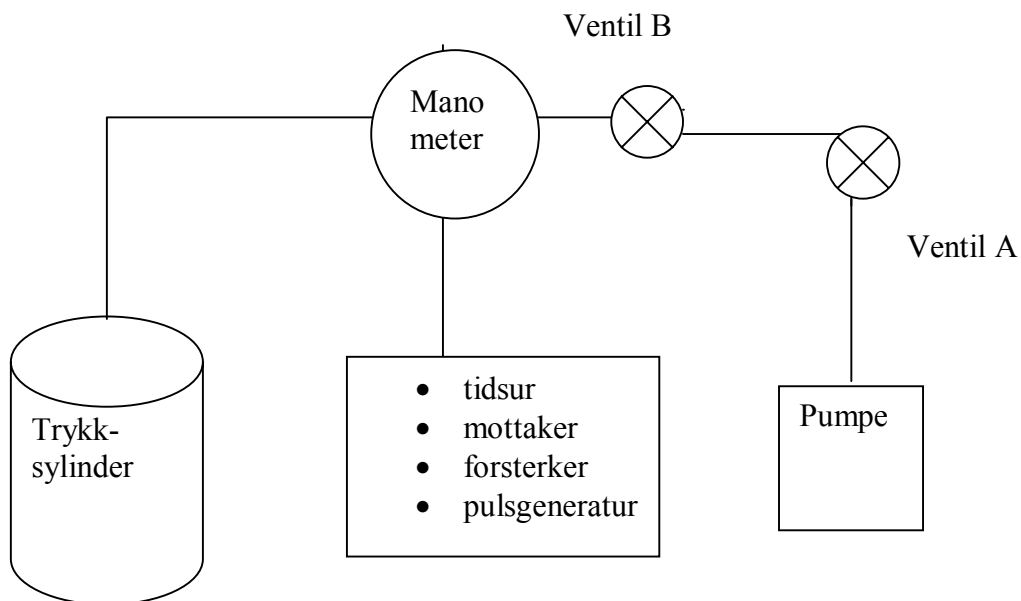 Ventil B
Mano
meter
Ventil A
Trykk-
sylinder
• tidsur
• mottaker
• forsterker
• pulsgeneratur
Pumpe